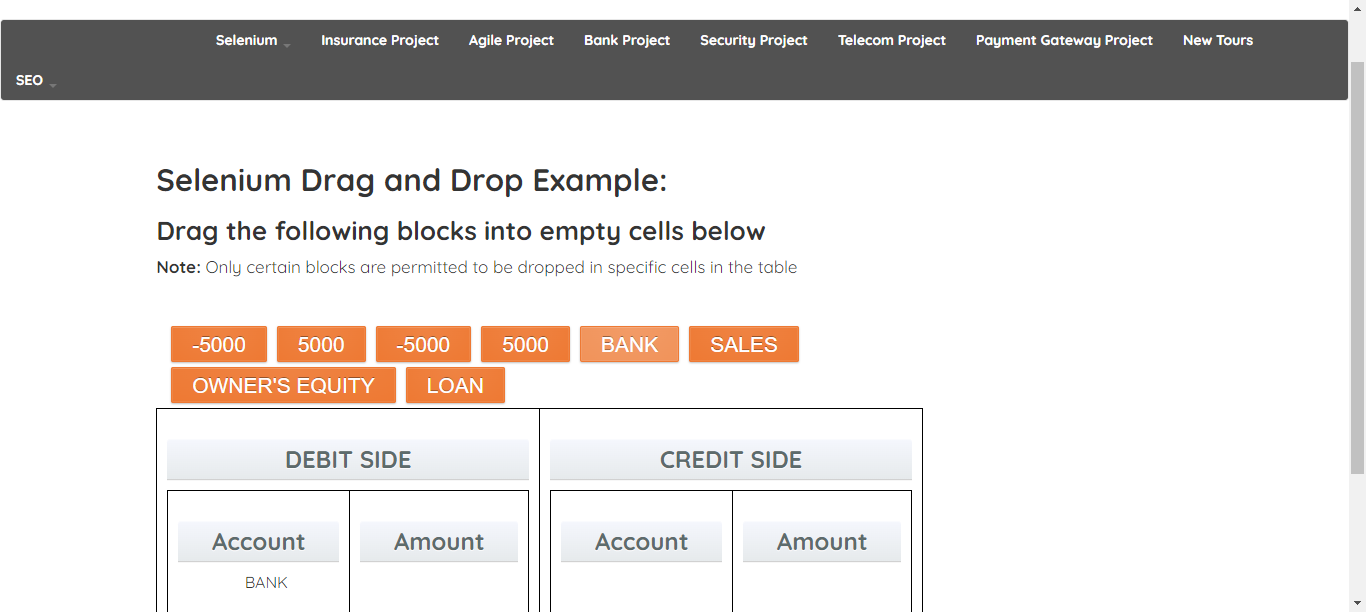 Selenium Insurance Project Agile Project Bank Project Security Project Telecom Project Payment Gateway Project New Tours
SEO
Selenium Drag and Drop Example:
Drag the following blocks into empty cells below
Note: Only certain blocks are permitted to be dropped in specific cells in the table
-5000 5000 -5000 5000 BANK SALES
OWNER'S EQUITY LOAN
DEBIT SIDE CREDIT SIDE
Account Amount Account Amount
BANK